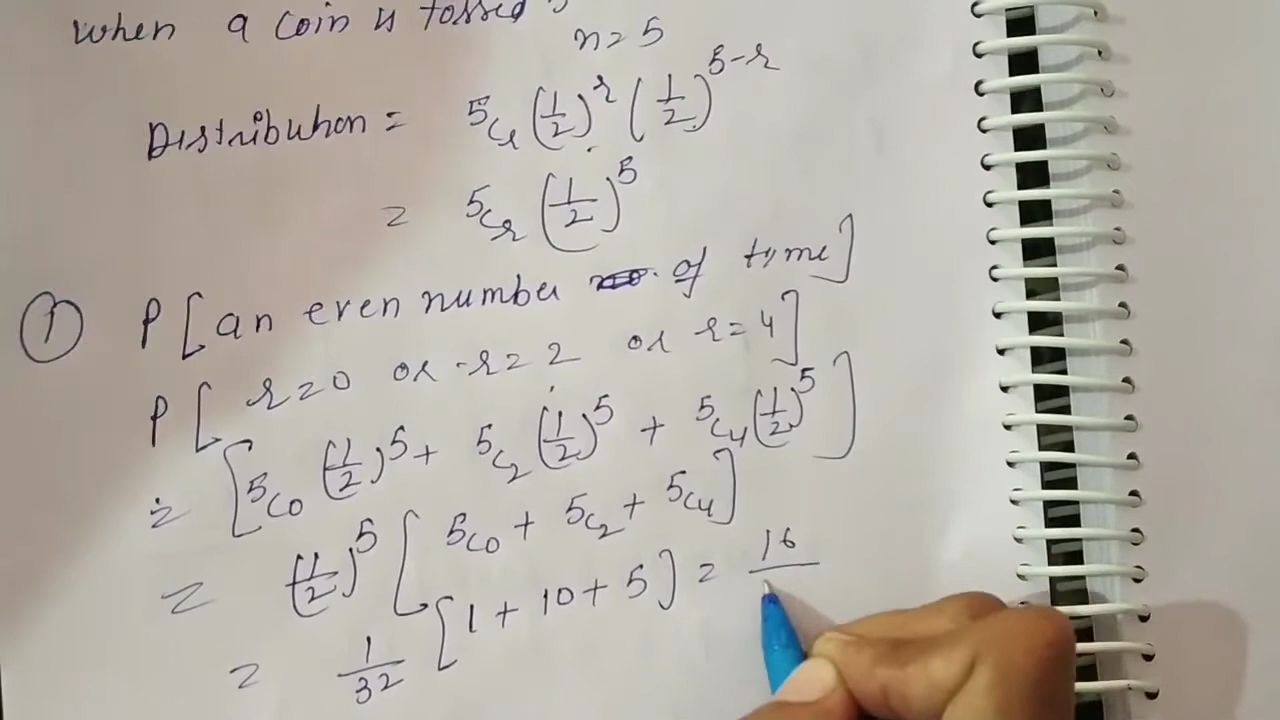 When a coin is tossed 5
n = 5
Distribution = 5Cr (1/2)^r (1/2)^5-r
= 5Cr (1/2)^5
① P[an even number of time]
P[r=0 or r=2 or r=4]
= [5C0 (1/2)^5 + 5C2 (1/2)^5 + 5C4 (1/2)^5]
= (1/2)^5 [5C0 + 5C2 + 5C4]
= 1/32 [1 + 10 + 5] = 16/